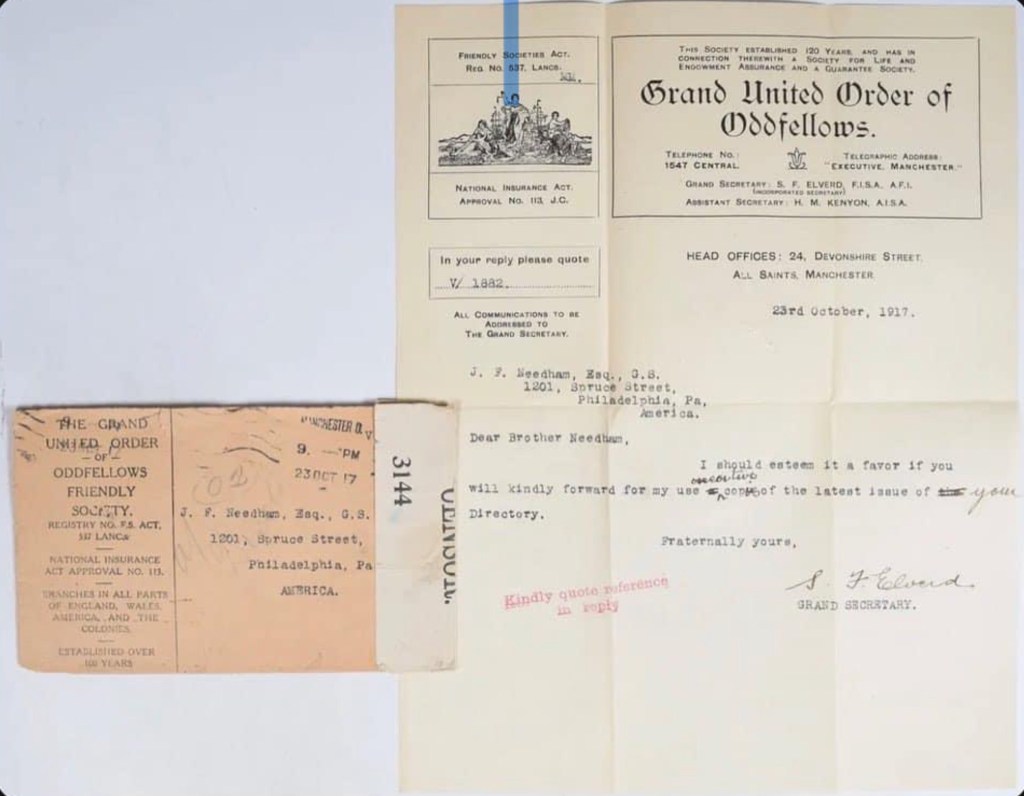 FRIENDLY SOCIETIES ACT.
REG. NO. 537, LANCS.
NATIONAL INSURANCE ACT.
APPROVAL NO. 113, J.C.
THIS SOCIETY ESTABLISHED 120 YEARS, AND HAS IN
CONNECTION THEREWITH A SOCIETY FOR LIFE AND
ENDOWMENT ASSURANCE AND A GUARANTEE SOCIETY.
Grand United Order of
Oddfellows.
TELEPHONE NO.:
1547 CENTRAL.
TELEGRAPHIC ADDRESS:
"EXECUTIVE, MANCHESTER."
GRAND SECRETARY: S. F. ELVERD, F.I.S.A., A.F.I.
(INCORPORATED SECRETARY)
ASSISTANT SECRETARY: H. M. KENYON, A.I.S.A.
In your reply please quote
V/ 1882.
ALL COMMUNICATIONS TO BE
ADDRESSED TO
THE GRAND SECRETARY.
HEAD OFFICES: 24, DEVONSHIRE STREET,
ALL SAINTS, MANCHESTER.
23rd October, 1917.
J. F. Needham, Esq., G.S.
1201, Spruce Street,
Philadelphia, Pa,
America.
Dear Brother Needham,
I should esteem it a favor if you
will kindly forward for my use copy of the latest issue of your
Directory.
Fraternally yours,
S. F. Elverd
GRAND SECRETARY.
Kindly quote reference
in reply
THE GRAND
UNITED ORDER
OF
ODDFELLOWS
FRIENDLY
SOCIETY.
REGISTRY NO. F.S. ACT,
537 LANCS
NATIONAL INSURANCE
ACT APPROVAL NO. 113.
BRANCHES IN ALL PARTS
OF ENGLAND, WALES,
AMERICA, AND THE
COLONIES.
ESTABLISHED OVER
100 YEARS
MANCHESTER
9. — PM
23 OCT 17
J. F. Needham, Esq., G.S.
1201, Spruce Street,
Philadelphia, Pa
AMERICA.
3144